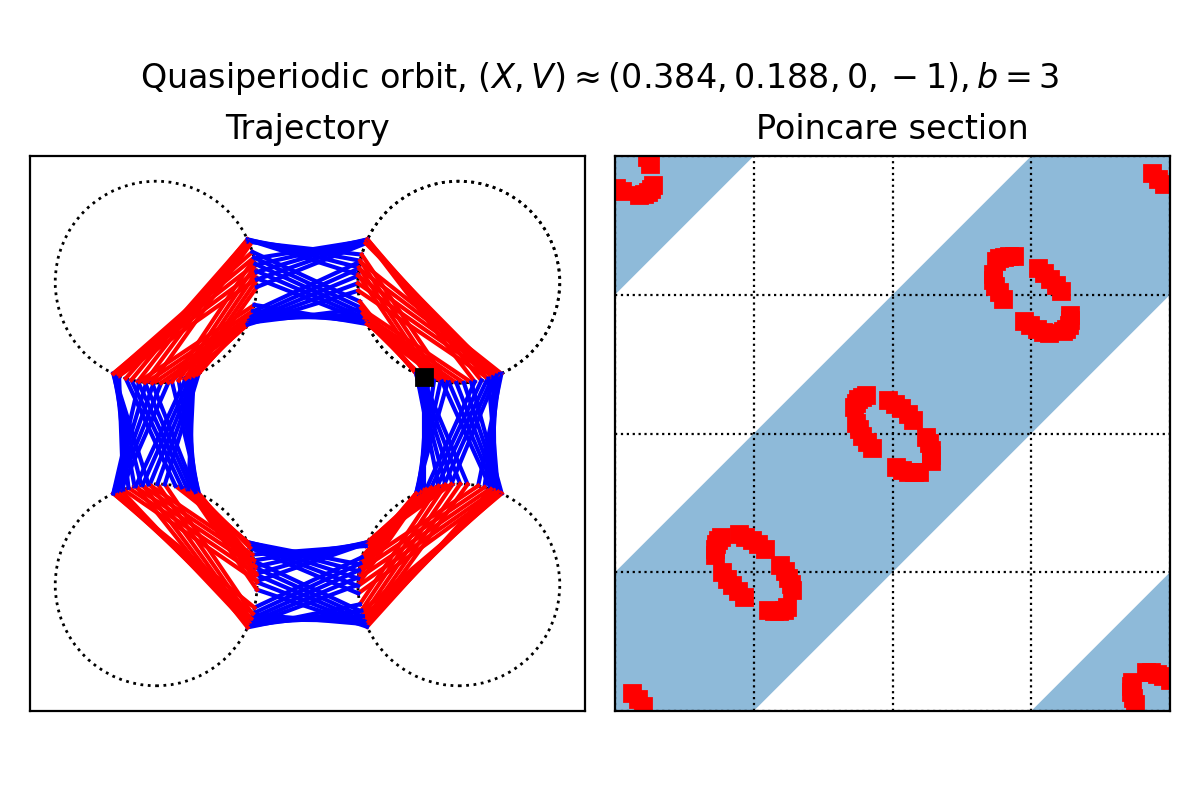 Quasiperiodic orbit, (X, V) ≈ (0.384, 0.188, 0, − 1), b = 3
Trajectory
Poincare section